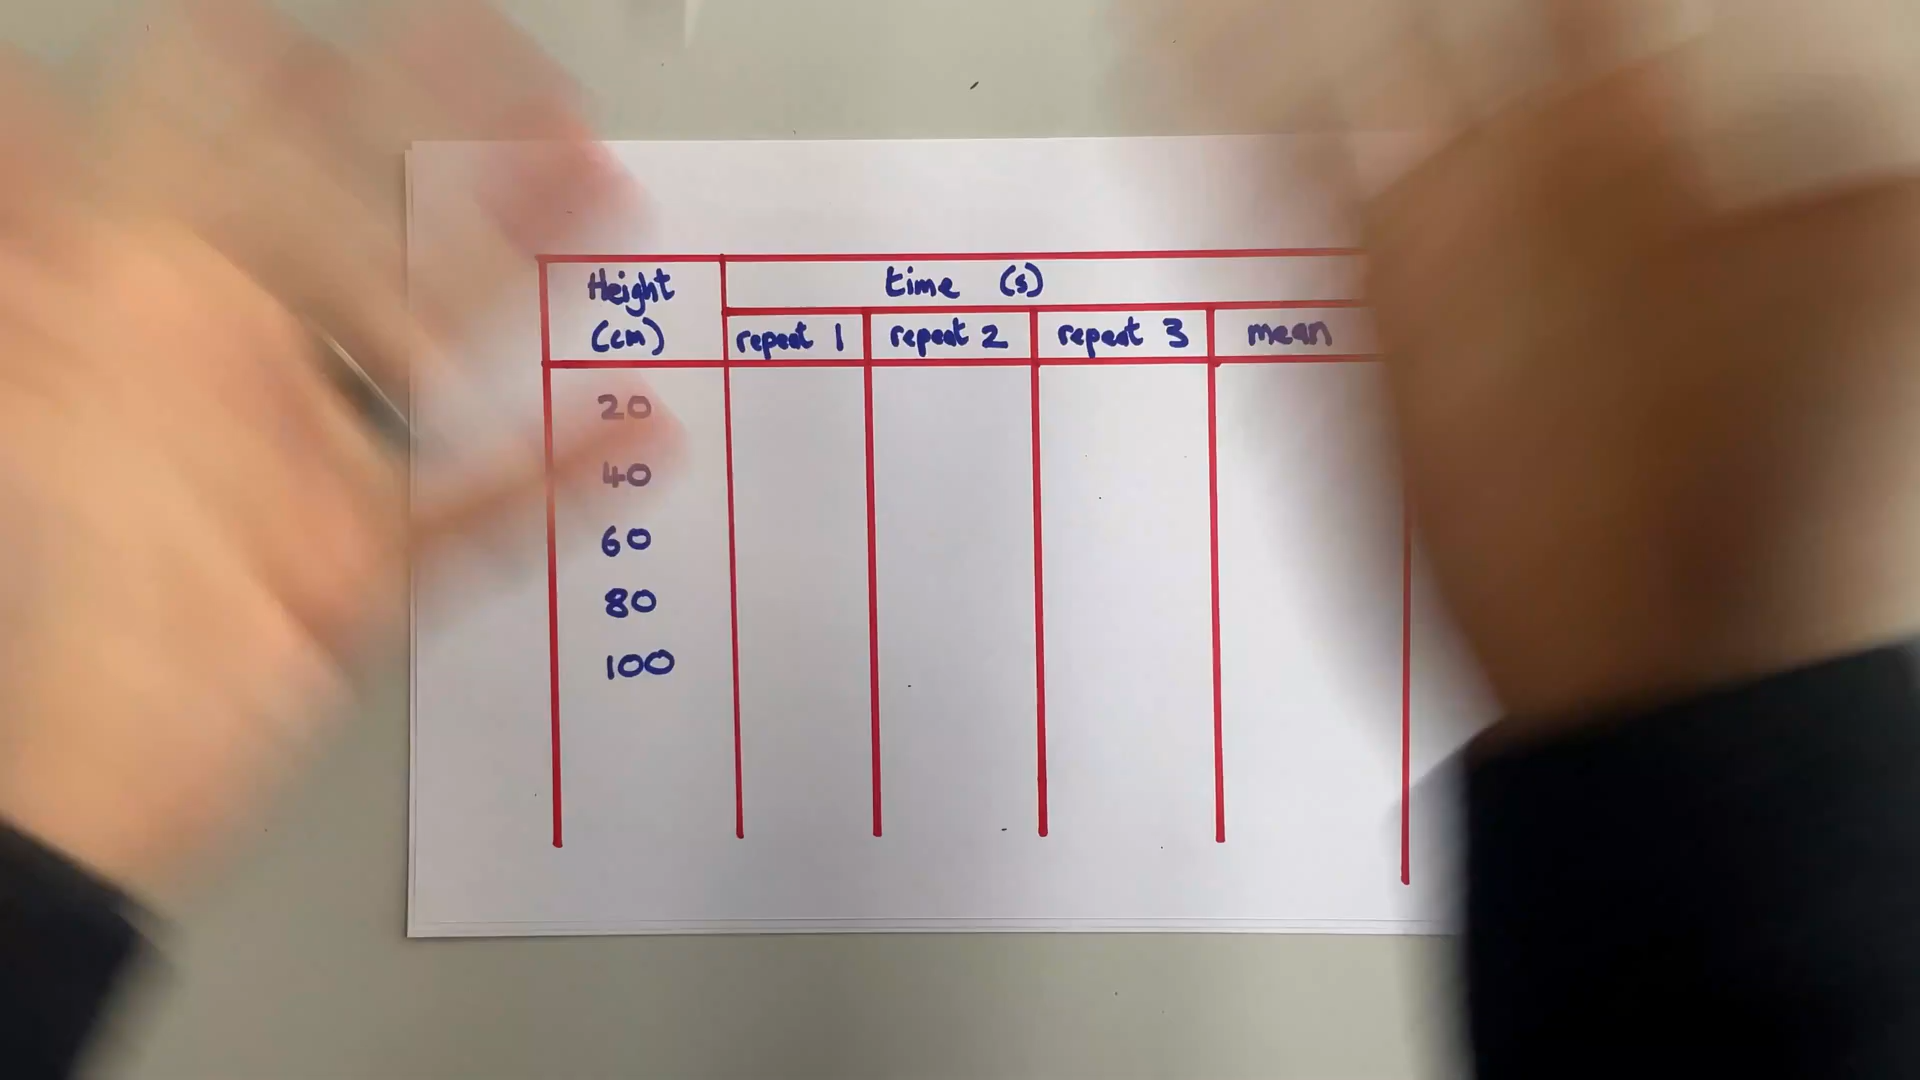 Height
(cm)
time (s)
repeat 1
repeat 2
repeat 3
mean
20
40
60
80
100